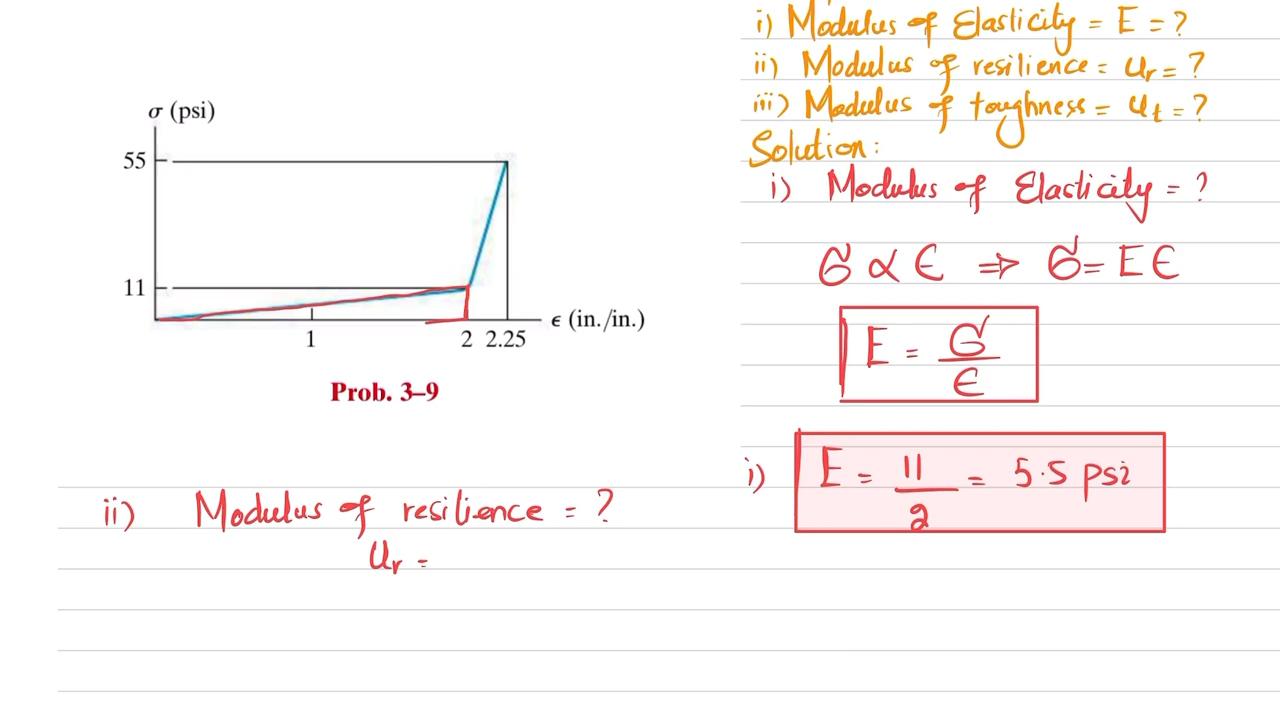 i) Modulus of Elasticity = E = ?
ii) Modulus of resilience = ur = ?
iii) Modulus of toughness = ut = ?
Solution:
i) Modulus of Elasticity = ?
σ ∝ ϵ ⇒ σ = E ϵ
E = σ/ϵ
i) E = 11/2 = 5.5 psi
σ (psi)
55
11
1
2
2.25
ϵ (in./in.)
Prob. 3–9
ii) Modulus of resilience = ?
ur =